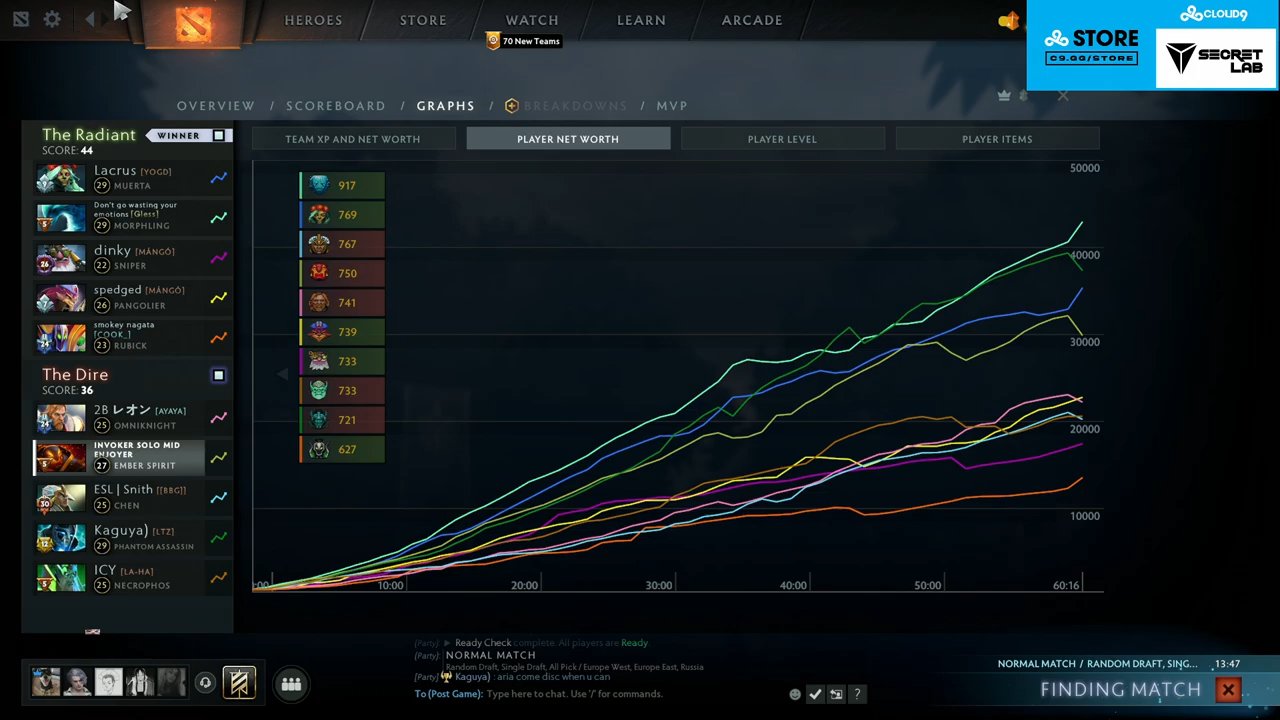 HEROES
STORE
WATCH
LEARN
ARCADE
70 New Teams
CLOUD9
STORE
C9.GG/STORE
SECRET
LAB
OVERVIEW / SCOREBOARD / GRAPHS / BREAKDOWNS / MVP
The Radiant
WINNER
SCORE: 44
TEAM XP AND NET WORTH
PLAYER NET WORTH
PLAYER LEVEL
PLAYER ITEMS
Lacrus [YOGD]
29 MUERTA
Don't go wasting your
emotions [Gless]
29 MORPHLING
dinky [MÁNGÓ]
22 SNIPER
spedged [MÁNGÓ]
26 PANGOLIER
smokey nagata
[COOK_]
23 RUBICK
The Dire
SCORE: 36
2B レオン [AYAYA]
25 OMNIKNIGHT
INVOKER SOLO MID
ENJOYER
27 EMBER SPIRIT
ESL | Snith [[BBG]]
25 CHEN
Kaguya) [LTZ]
29 PHANTOM ASSASSIN
ICY [LA-HA]
25 NECROPHOS
917
769
767
750
741
739
733
733
721
627
50000
40000
30000
20000
10000
:00
10:00
20:00
30:00
40:00
50:00
60:16
(Party) Ready Check complete. All players are Ready.
(Party) NORMAL MATCH
Random Draft, Single Draft, All Pick / Europe West, Europe East, Russia
(Party) Kaguya) : aria come disc when u can
To (Post Game): Type here to chat. Use '/' for commands.
NORMAL MATCH / RANDOM DRAFT, SING... 13:47
FINDING MATCH